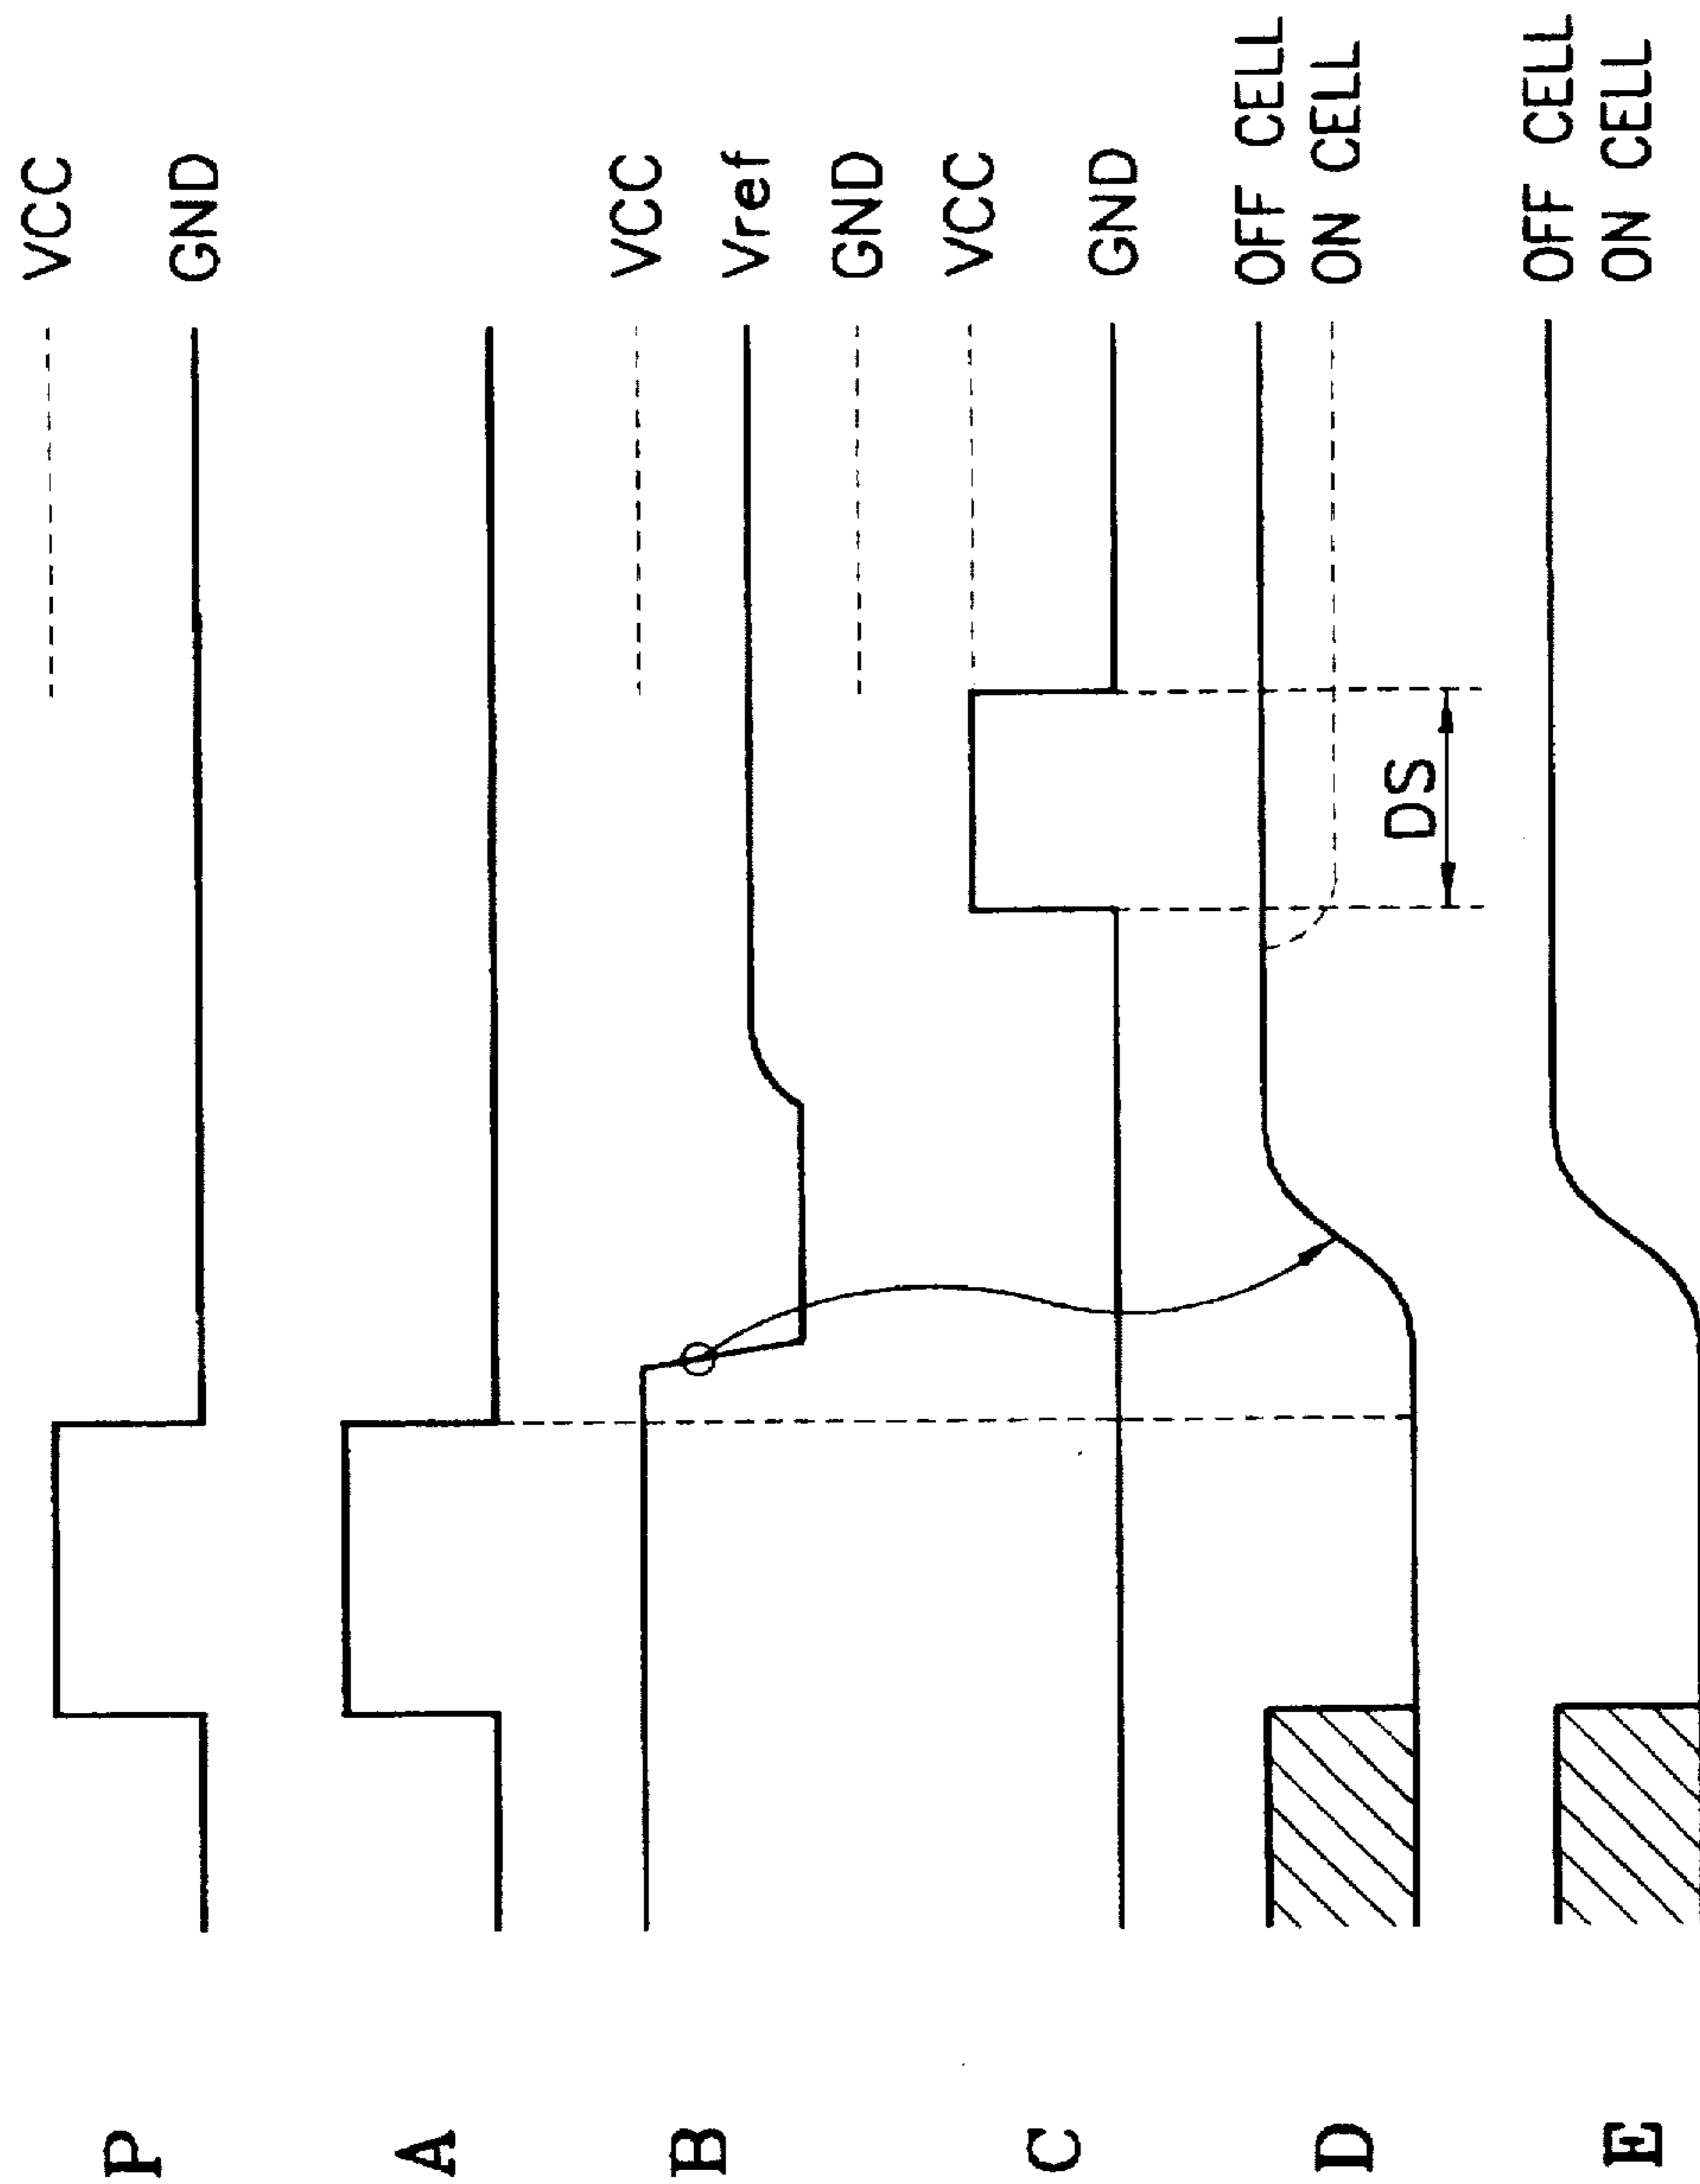 P
VCC
GND
A
B
VCC
Vref
GND
C
VCC
GND
D
OFF CELL
ON CELL
DS
E
OFF CELL
ON CELL